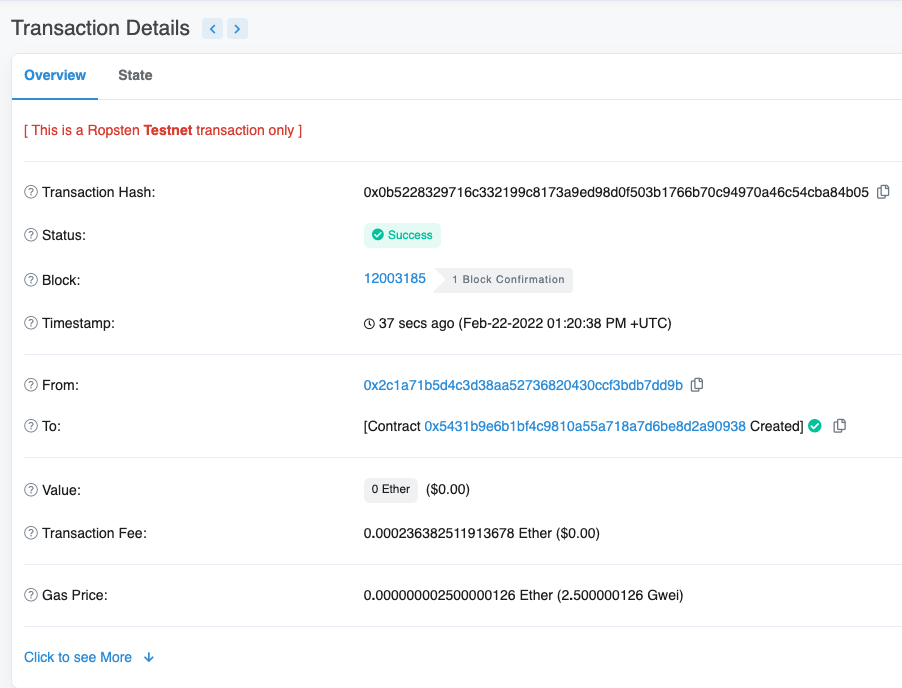 Transaction Details < >
Overview State
[ This is a Ropsten Testnet transaction only ]
Transaction Hash: 0x0b5228329716c332199c8173a9ed98d0f503b1766b70c94970a46c54cba84b05
Status: Success
Block: 12003185 1 Block Confirmation
Timestamp: 37 secs ago (Feb-22-2022 01:20:38 PM +UTC)
From: 0x2c1a71b5d4c3d38aa52736820430ccf3bdb7dd9b
To: [Contract 0x5431b9e6b1bf4c9810a55a718a7d6be8d2a90938 Created]
Value: 0 Ether ($0.00)
Transaction Fee: 0.000236382511913678 Ether ($0.00)
Gas Price: 0.000000002500000126 Ether (2.500000126 Gwei)
Click to see More